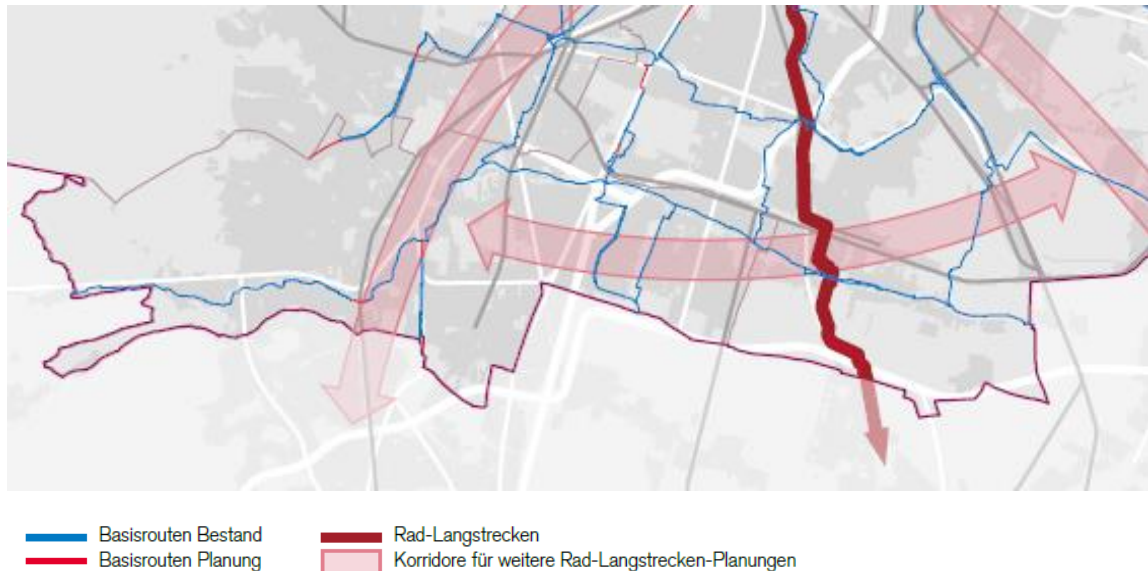 Basisrouten Bestand
Rad-Langstrecken
Basisrouten Planung
Korridore für weitere Rad-Langstrecken-Planungen